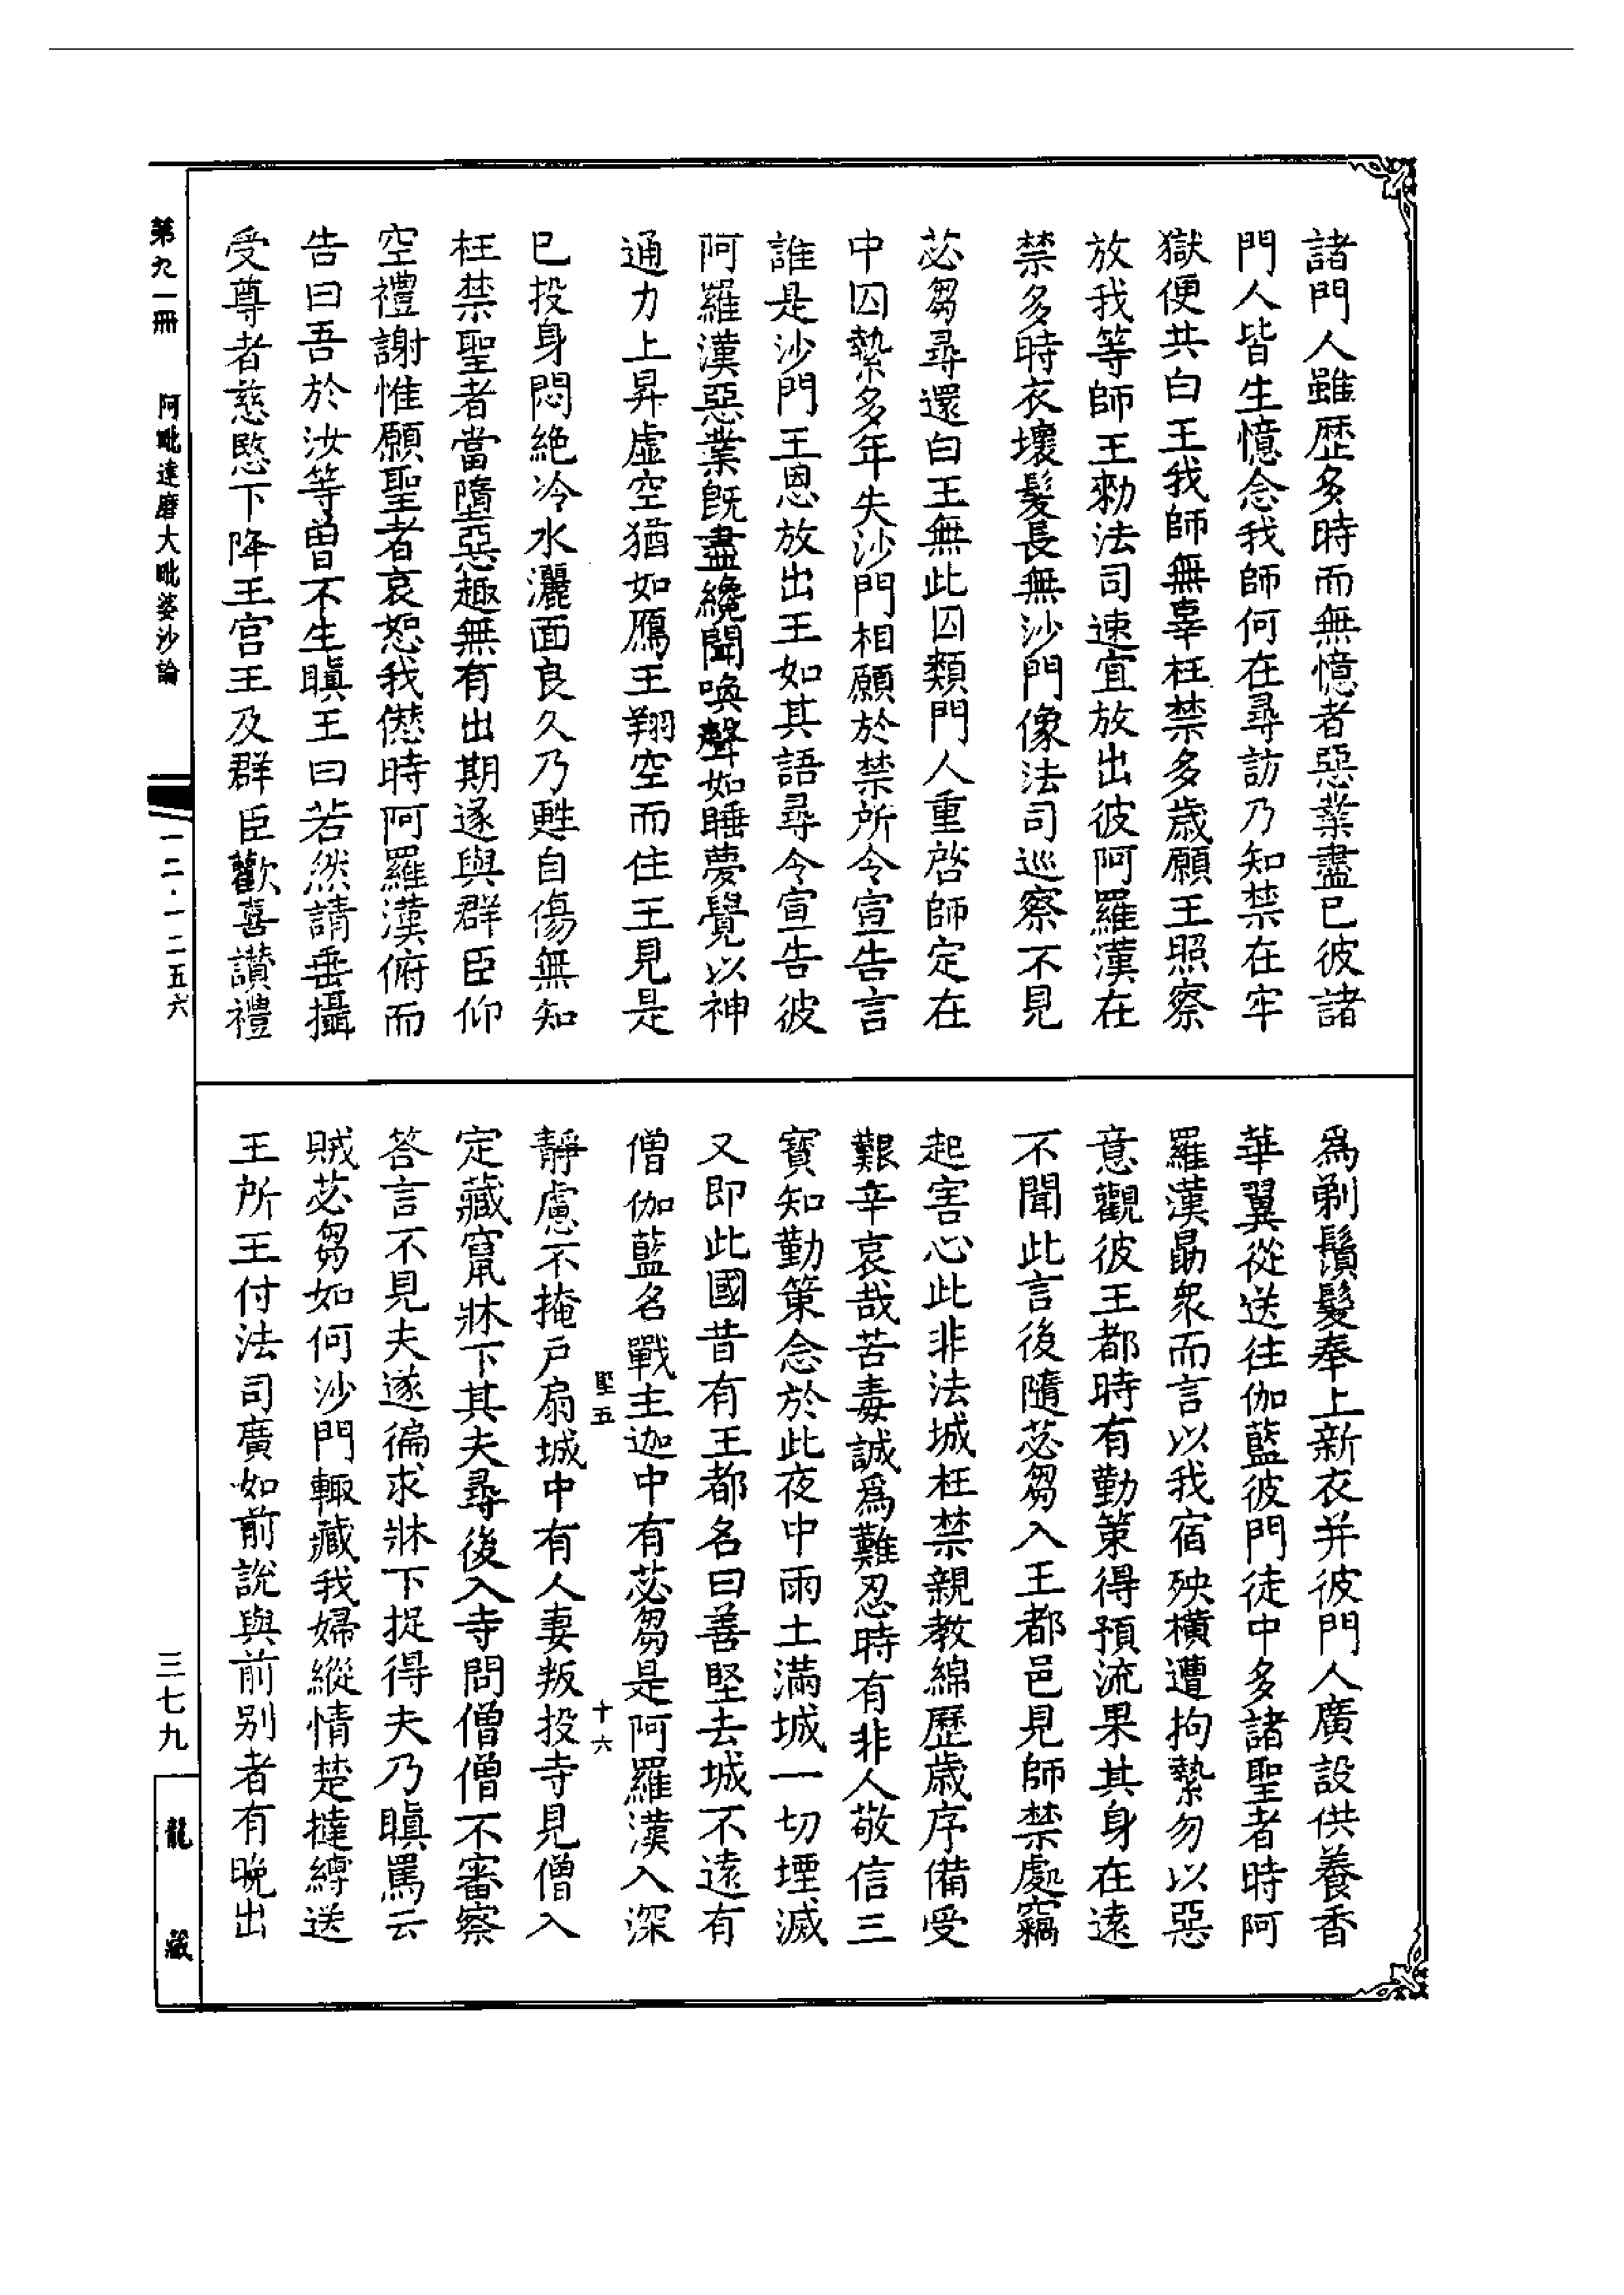 諸門人雖歷多時而無憶者惡業盡已彼諸
門人皆生憶念我師何在尋訪乃知禁在牢
獄便共白王我師無辜枉禁多歲願王照察
放我等師王勑法司速宜放出彼阿羅漢在
禁多時衣壞髮長無沙門像法司巡察不見
苾芻尋還白王無此囚類門人重啓師定在
中囚縶多年失沙門相願於禁所令宣告言
誰是沙門王恩放出王如其語尋令宣告彼
阿羅漢惡業旣盡纔聞喚聲如睡夢覺以神
通力上昇虛空猶如鴈王翔空而住王見是
已投身悶絶冷水灑面良久乃甦自傷無知
枉禁聖者當墮惡趣無有出期遂與群臣仰
空禮謝惟願聖者哀恕我僽時阿羅漢俯而
告曰吾於汝等曾不生瞋王曰若然請垂攝
受尊者慈愍下降王宮王及群臣歡喜讃禮
爲剃鬚髮奉上新衣并彼門人廣設供養香
華翼從送往伽藍彼門徒中多諸聖者時阿
羅漢勗衆而言以我宿殃橫遭拘縶勿以惡
意觀彼王都時有勤策得預流果其身在遠
不聞此言後隨苾芻入王都邑見師禁處竊
起害心此非法城枉禁親教綿歷歲序備受
艱辛哀哉苦毒誠爲難忍時有非人敬信三
寶知勤策念於此夜中雨土滿城一切堙滅
又即此國昔有王都名曰善堅去城不遠有
僧伽藍名戰主迦中有苾芻是阿羅漢入深
堅五 十六
靜慮不掩戶扇城中有人妻叛投寺見僧入
定藏竄牀下其夫尋後入寺問僧僧不審察
答言不見夫遂徧求牀下捉得夫乃瞋罵云
賊苾芻如何沙門輒藏我婦縱情楚撻縛送
王所王付法司廣如前說與前別者有晚出
第九一冊 阿毗達磨大毗婆沙論 一二·一二五六 三七九 龍藏